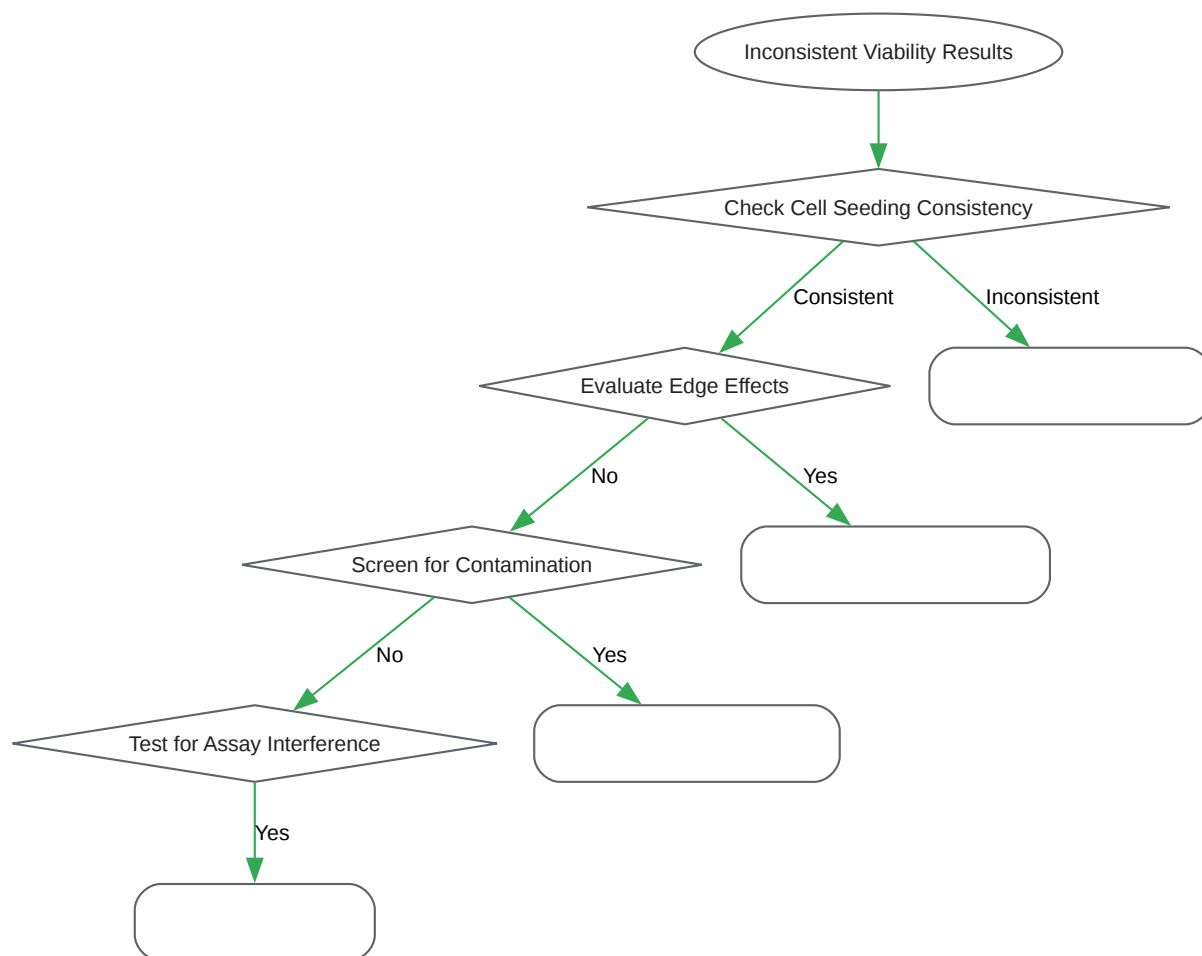 Inconsistent Viability Results
Check Cell Seeding Consistency
Consistent
Inconsistent
Evaluate Edge Effects
No
Yes
Screen for Contamination
No
Yes
Test for Assay Interference
Yes